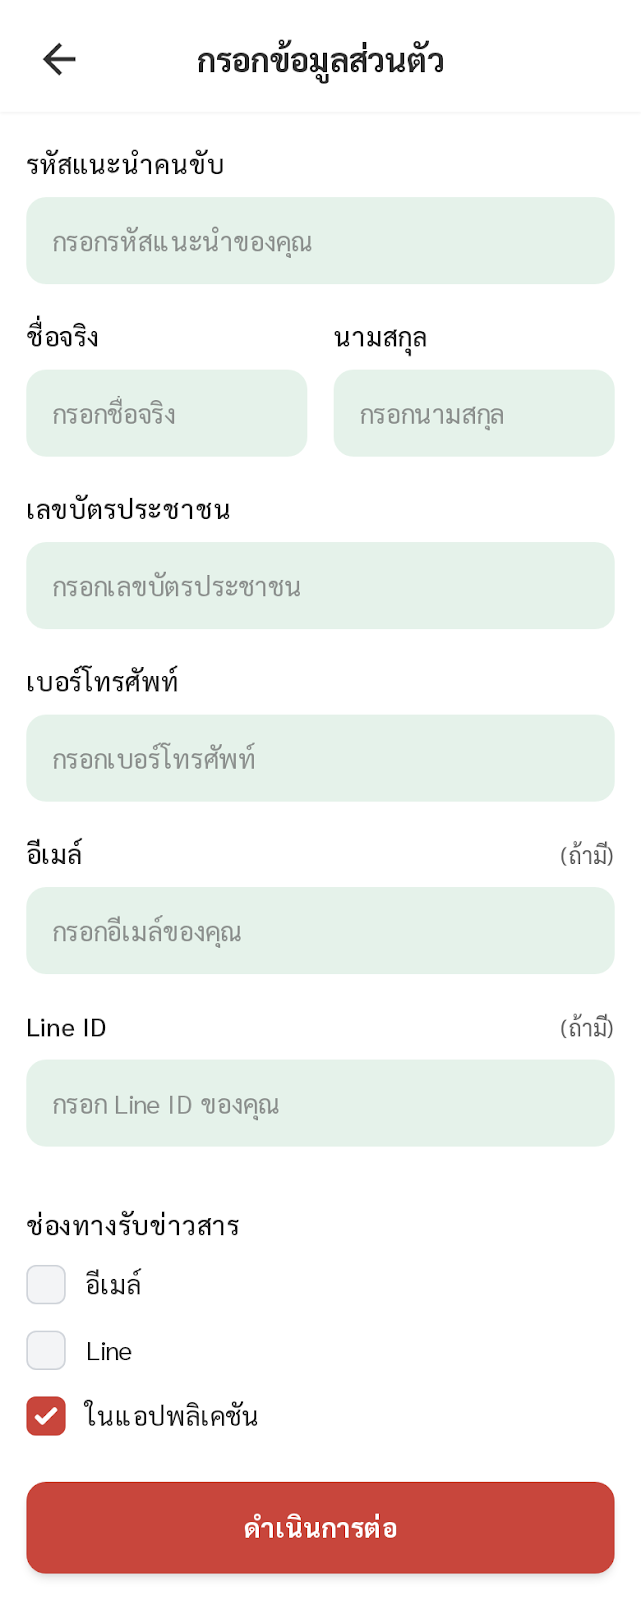 กรอกข้อมูลส่วนตัว
รหัสแนะนำคนขับ
กรอกรหัสแนะนำของคุณ
ชื่อจริง
นามสกุล
กรอกชื่อจริง
กรอกนามสกุล
เลขบัตรประชาชน
กรอกเลขบัตรประชาชน
เบอร์โทรศัพท์
กรอกเบอร์โทรศัพท์
อีเมล์ (ถ้ามี)
กรอกอีเมล์ของคุณ
Line ID (ถ้ามี)
กรอก Line ID ของคุณ
ช่องทางรับข่าวสาร
อีเมล์
Line
ในแอปพลิเคชัน
ดำเนินการต่อ